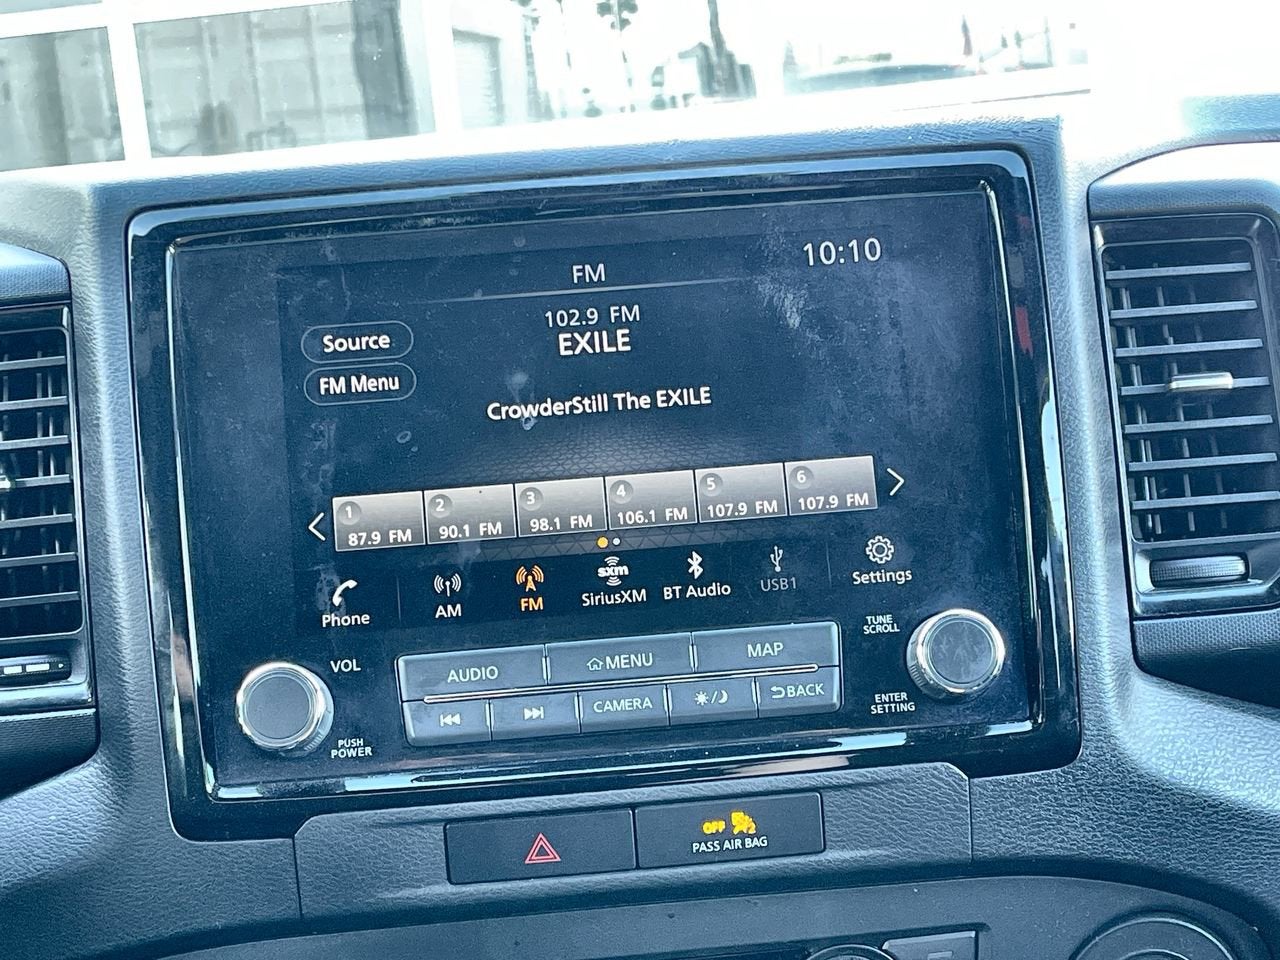 10:10
FM
102.9 FM
EXILE
Source
FM Menu
CrowderStill The EXILE
1 2 3 4 5 6
87.9 FM 90.1 FM 98.1 FM 106.1 FM 107.9 FM 107.9 FM
sxm
Phone AM FM SiriusXM BT Audio USB1 Settings
VOL
TUNE
SCROLL
AUDIO MENU MAP
CAMERA BACK
ENTER
SETTING
PUSH
POWER
OFF
2
PASS AIR BAG